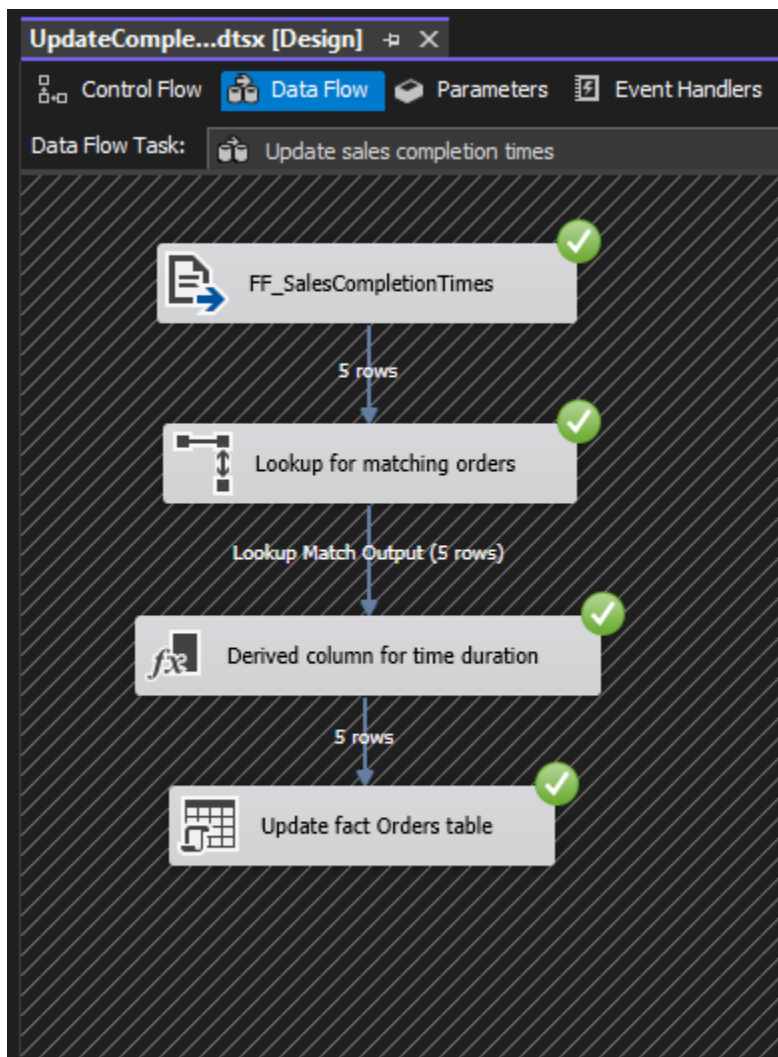 UpdateComple...dtsx [Design]
Control Flow Data Flow Parameters Event Handlers
Data Flow Task: Update sales completion times
FF_SalesCompletionTimes
5 rows
Lookup for matching orders
Lookup Match Output (5 rows)
fx Derived column for time duration
5 rows
Update fact Orders table